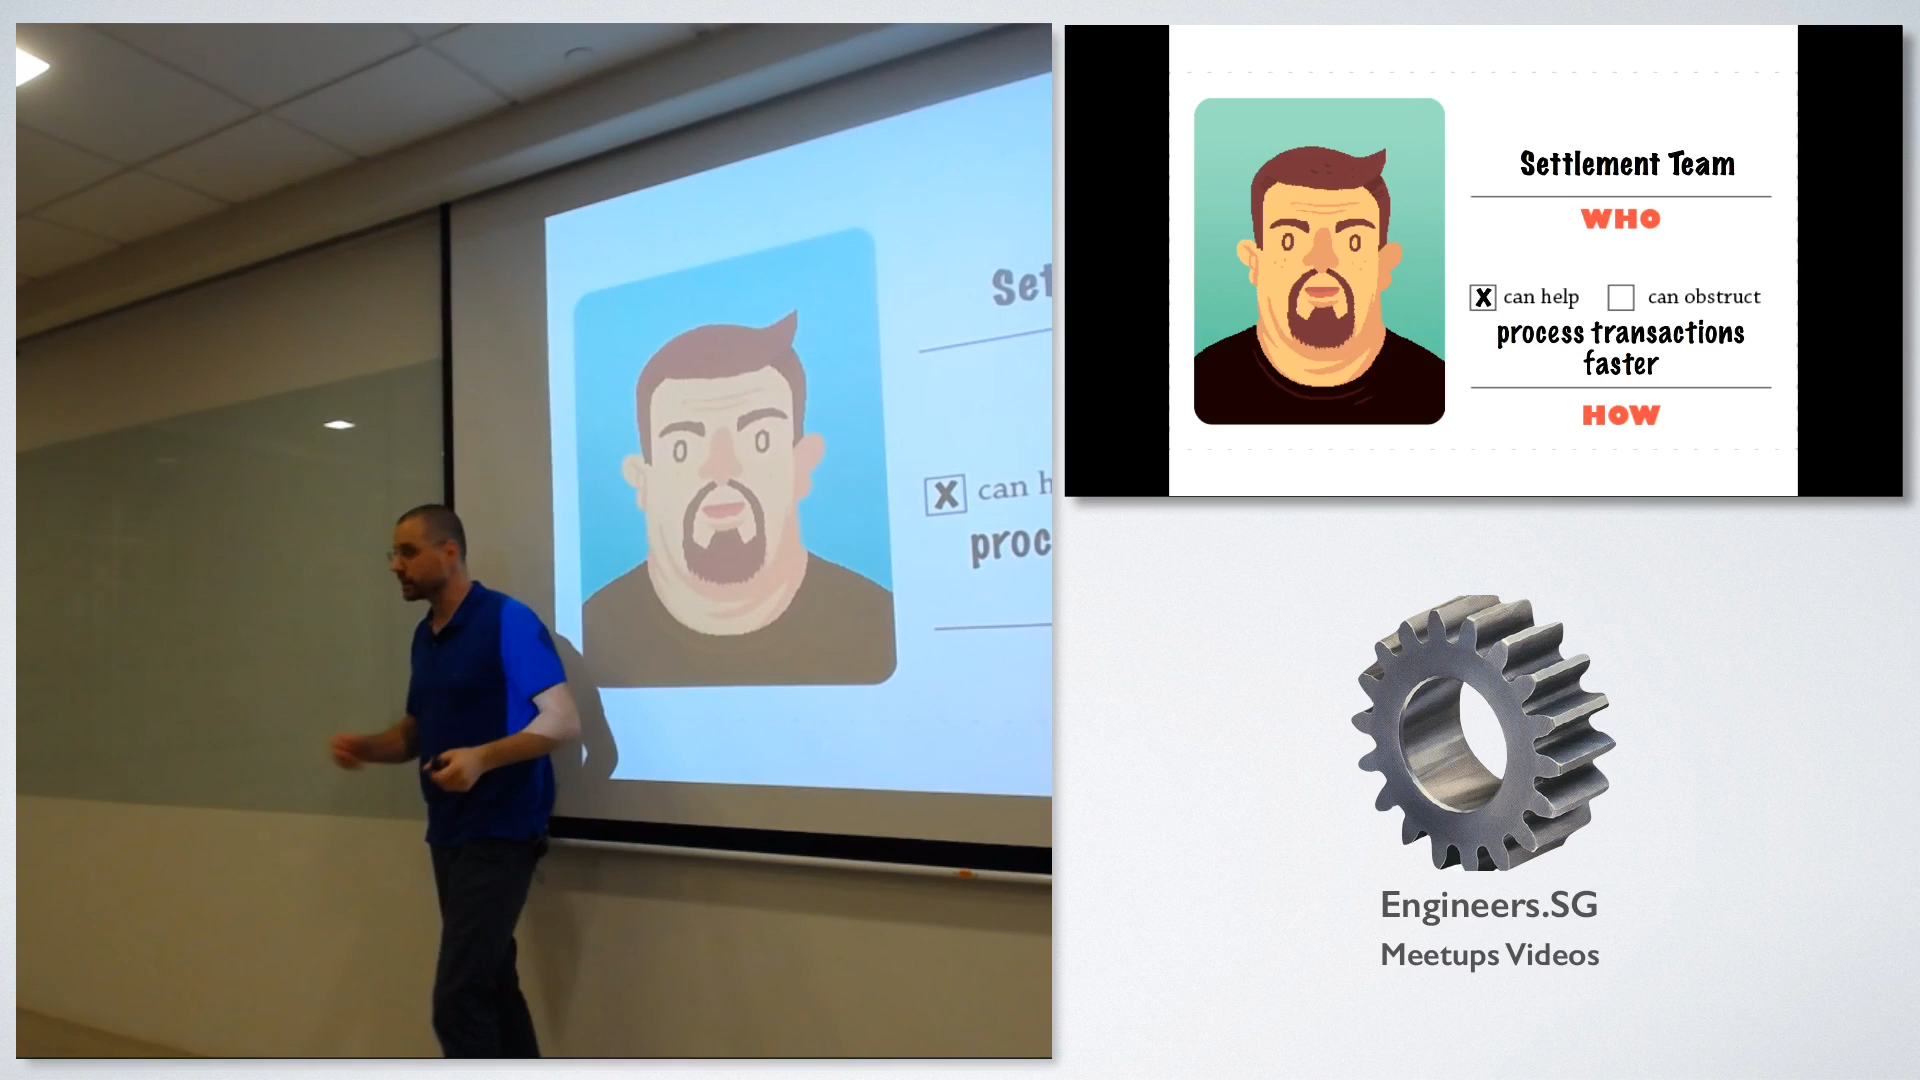 Set
X can h
proc
Settlement Team
WHO
X can help can obstruct
process transactions
faster
HOW
Engineers.SG
Meetups Videos